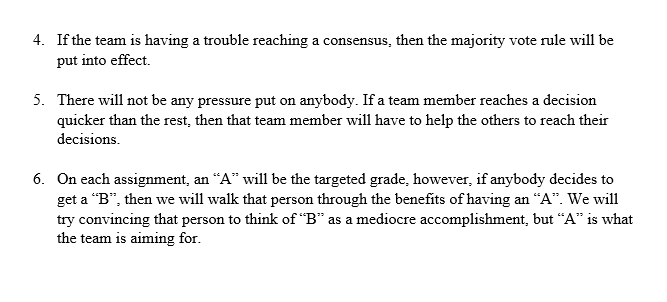 4. If the team is having a trouble reaching a consensus, then the majority vote rule will be
put into effect.
5. There will not be any pressure put on anybody. If a team member reaches a decision
quicker than the rest, then that team member will have to help the others to reach their
decisions.
6. On each assignment, an “A” will be the targeted grade, however, if anybody decides to
get a “B”, then we will walk that person through the benefits of having an “A”. We will
try convincing that person to think of “B” as a mediocre accomplishment, but “A” is what
the team is aiming for.